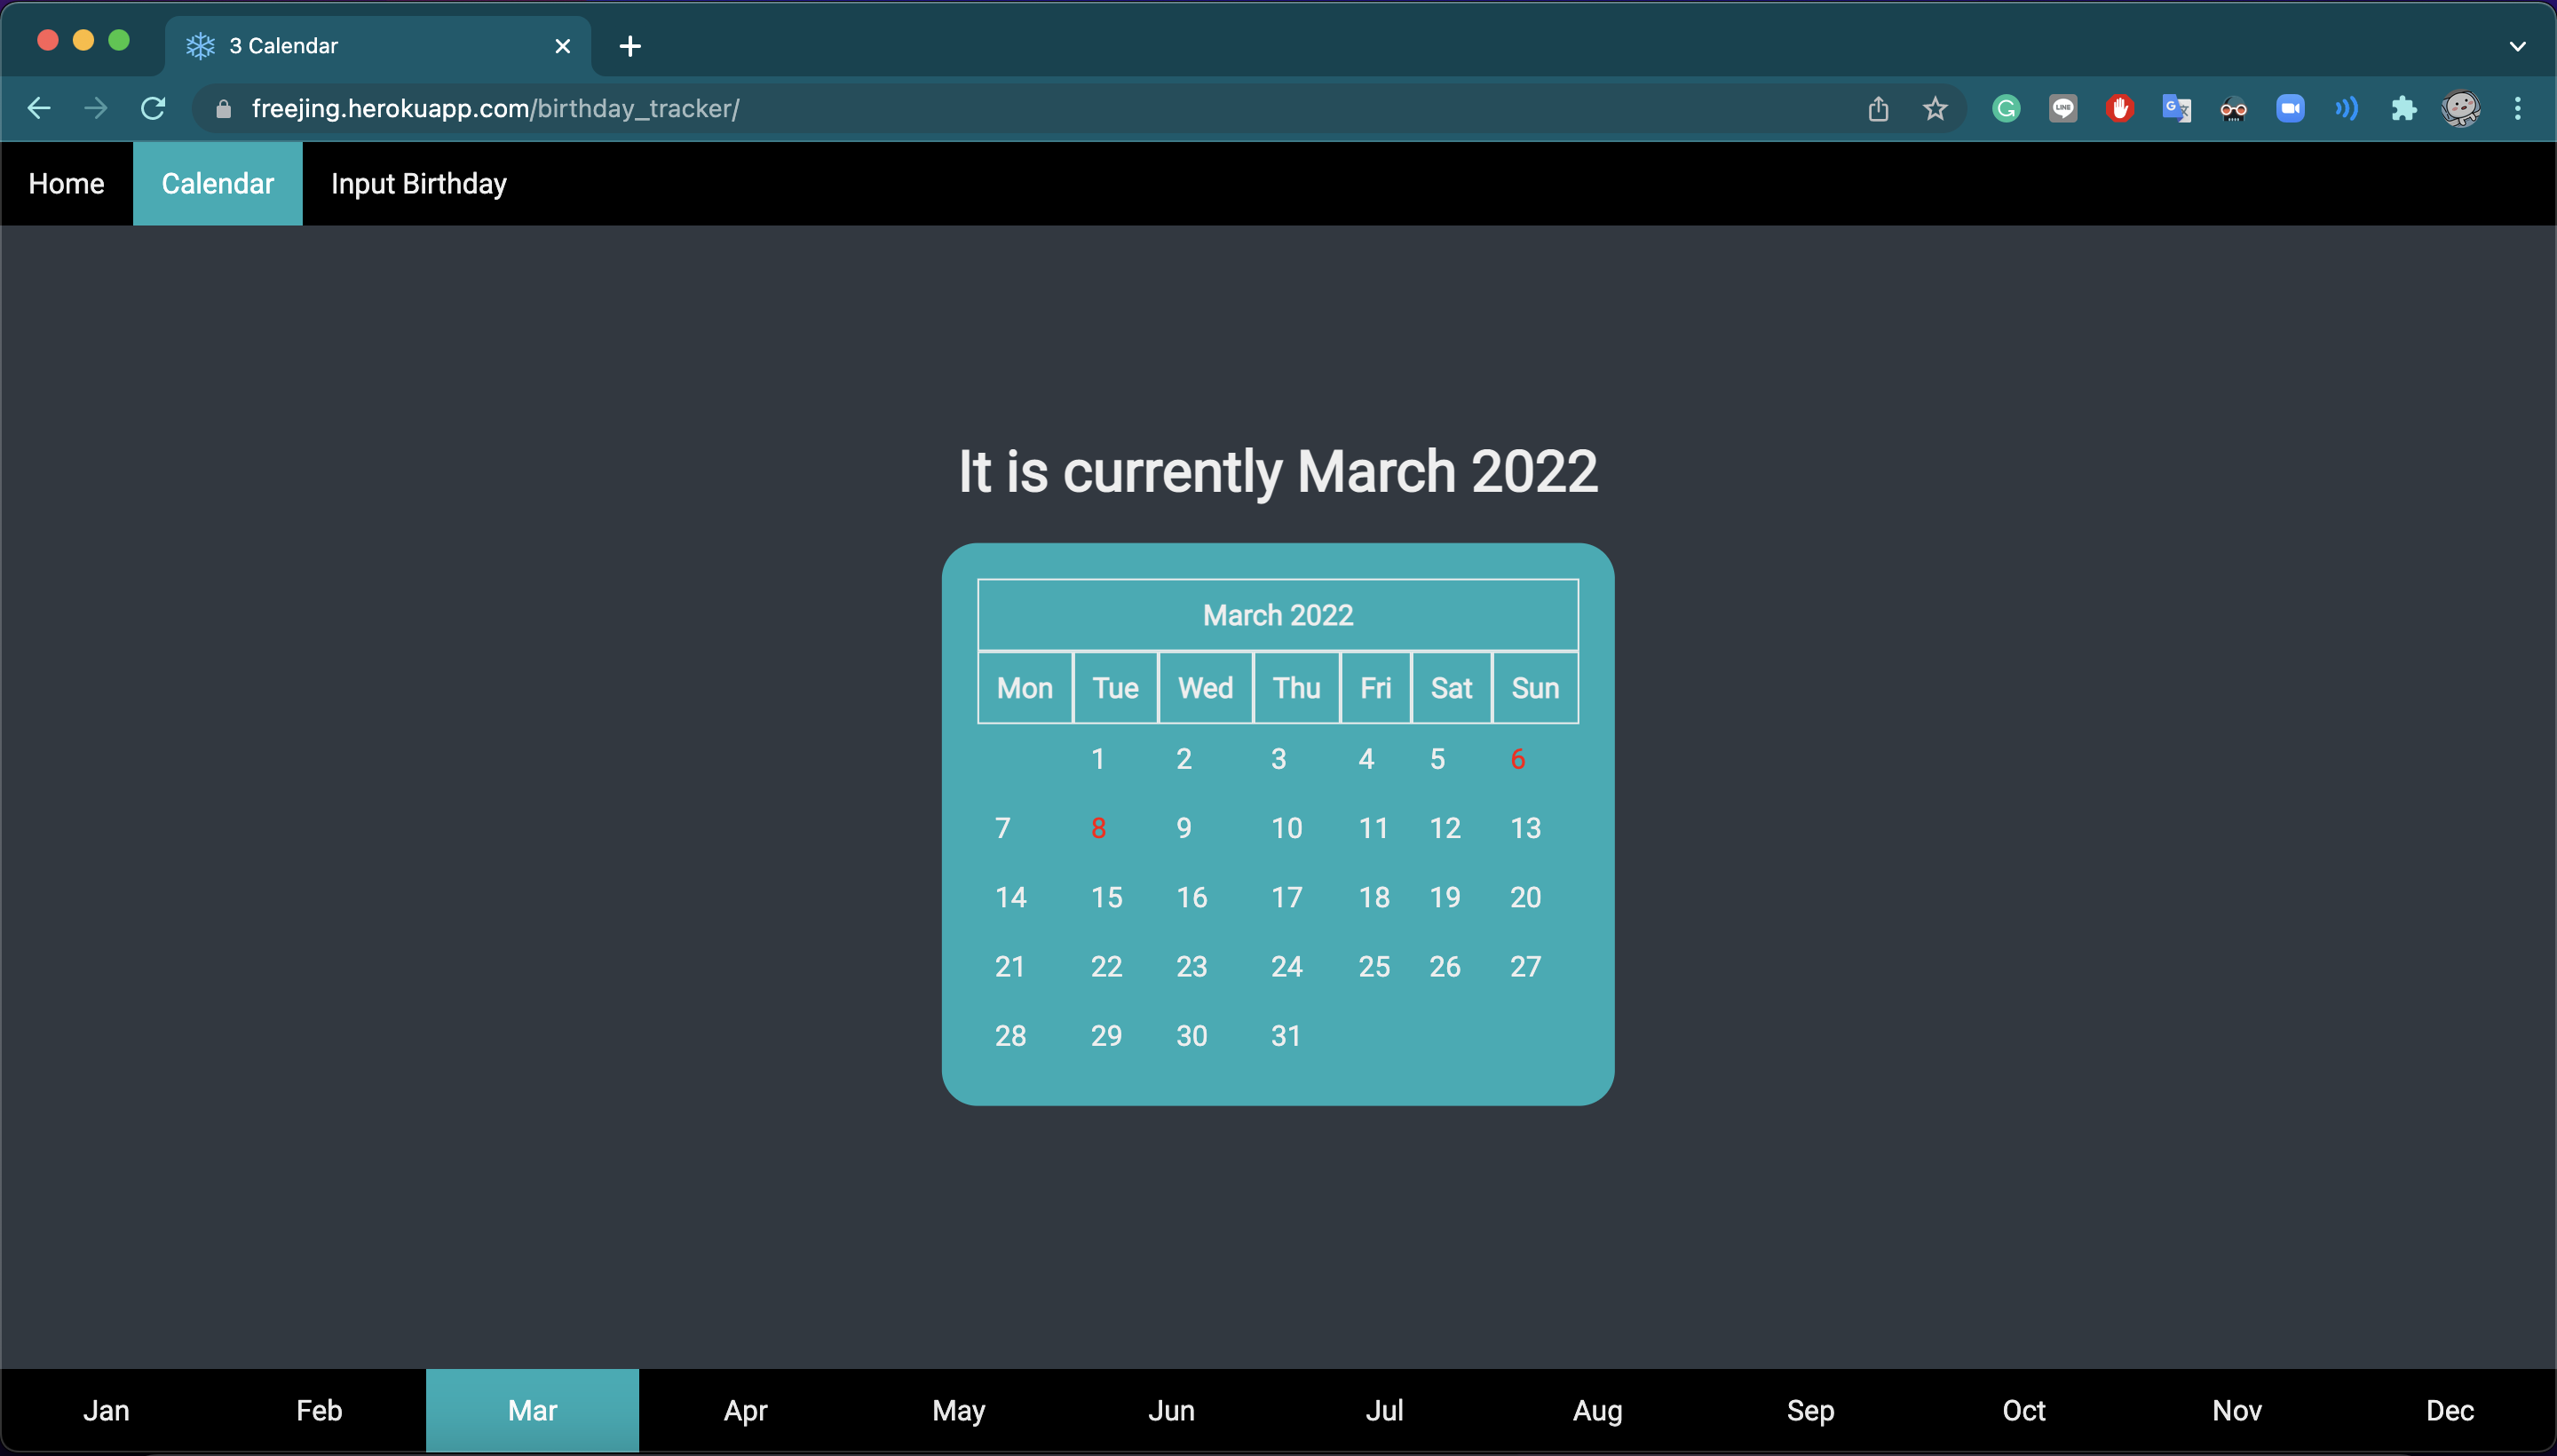 3 Calendar
freejing.herokuapp.com/birthday_tracker/
LINE
G
Home Calendar Input Birthday
It is currently March 2022
March 2022
Mon Tue Wed Thu Fri Sat Sun
1 2 3 4 5 6
7 8 9 10 11 12 13
14 15 16 17 18 19 20
21 22 23 24 25 26 27
28 29 30 31
Jan Feb Mar Apr May Jun Jul Aug Sep Oct Nov Dec